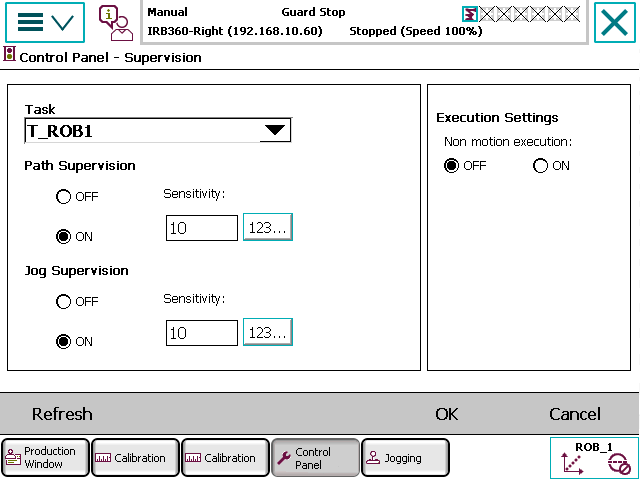 Manual Guard Stop
IRB360-Right (192.168.10.60) Stopped (Speed 100%)
Control Panel - Supervision
Task
T_ROB1
Path Supervision
OFF
Sensitivity:
ON
10
123...
Jog Supervision
OFF
Sensitivity:
ON
10
123...
Execution Settings
Non motion execution:
OFF
ON
Refresh
OK
Cancel
Production
Window
Calibration
Calibration
Control
Panel
Jogging
ROB_1